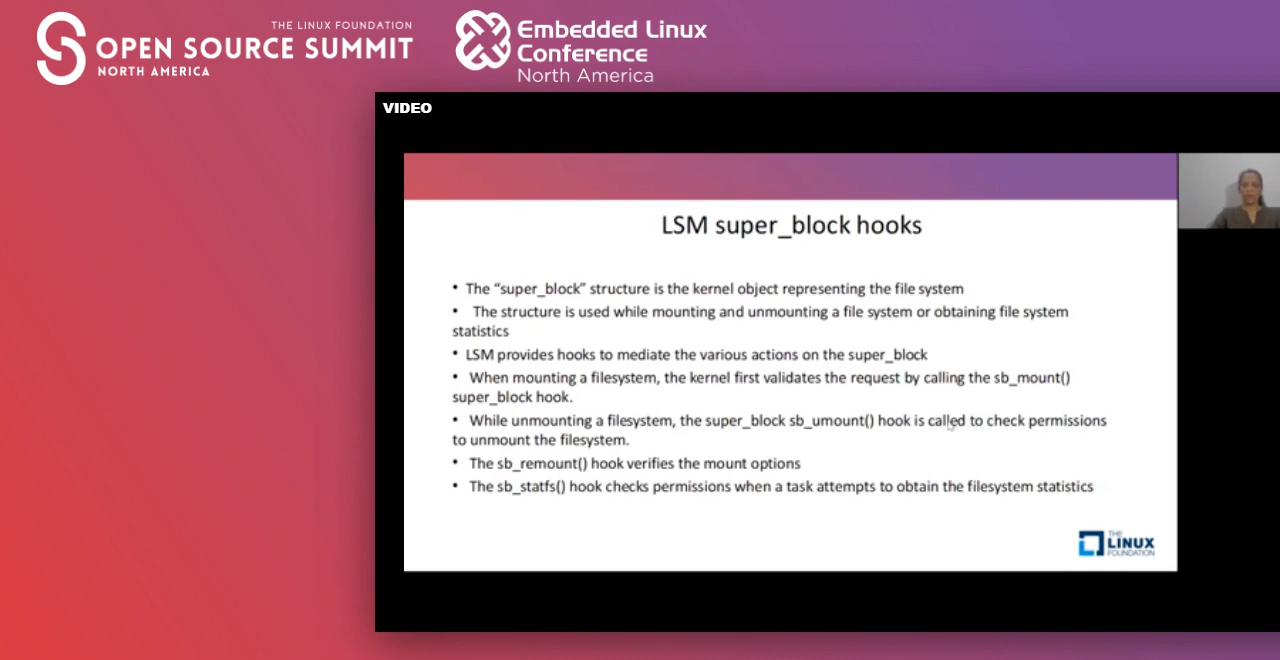 THE LINUX FOUNDATION
OPEN SOURCE SUMMIT
NORTH AMERICA
Embedded Linux
Conference
North America
VIDEO
LSM super_block hooks
• The “super_block” structure is the kernel object representing the file system
• The structure is used while mounting and unmounting a file system or obtaining file system
statistics
• LSM provides hooks to mediate the various actions on the super_block
• When mounting a filesystem, the kernel first validates the request by calling the sb_mount()
super_block hook.
• While unmounting a filesystem, the super_block sb_umount() hook is called to check permissions
to unmount the filesystem.
• The sb_remount() hook verifies the mount options
• The sb_statfs() hook checks permissions when a task attempts to obtain the filesystem statistics
THE
LINUX
FOUNDATION